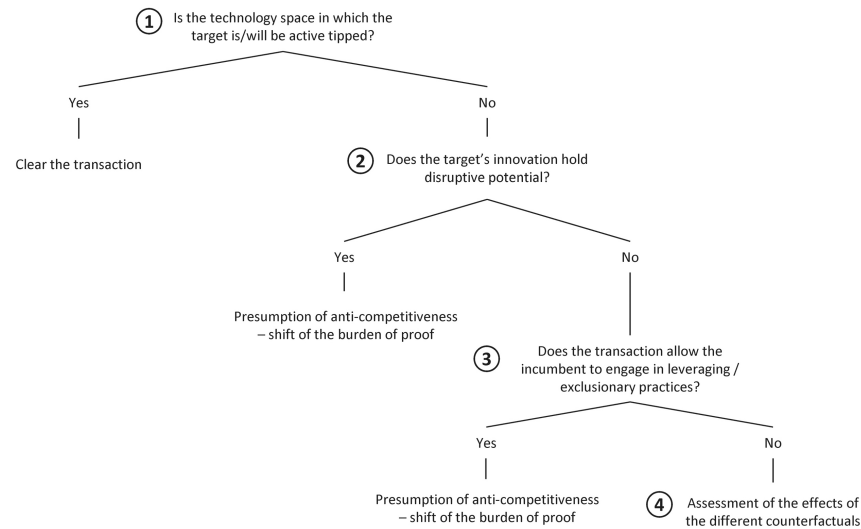 1 Is the technology space in which the
target is/will be active tipped?
Yes
No
Clear the transaction
2 Does the target's innovation hold
disruptive potential?
Yes
No
Presumption of anti-competitiveness
– shift of the burden of proof
3 Does the transaction allow the
incumbent to engage in leveraging /
exclusionary practices?
Yes
No
Presumption of anti-competitiveness
– shift of the burden of proof
4 Assessment of the effects of
the different counterfactuals